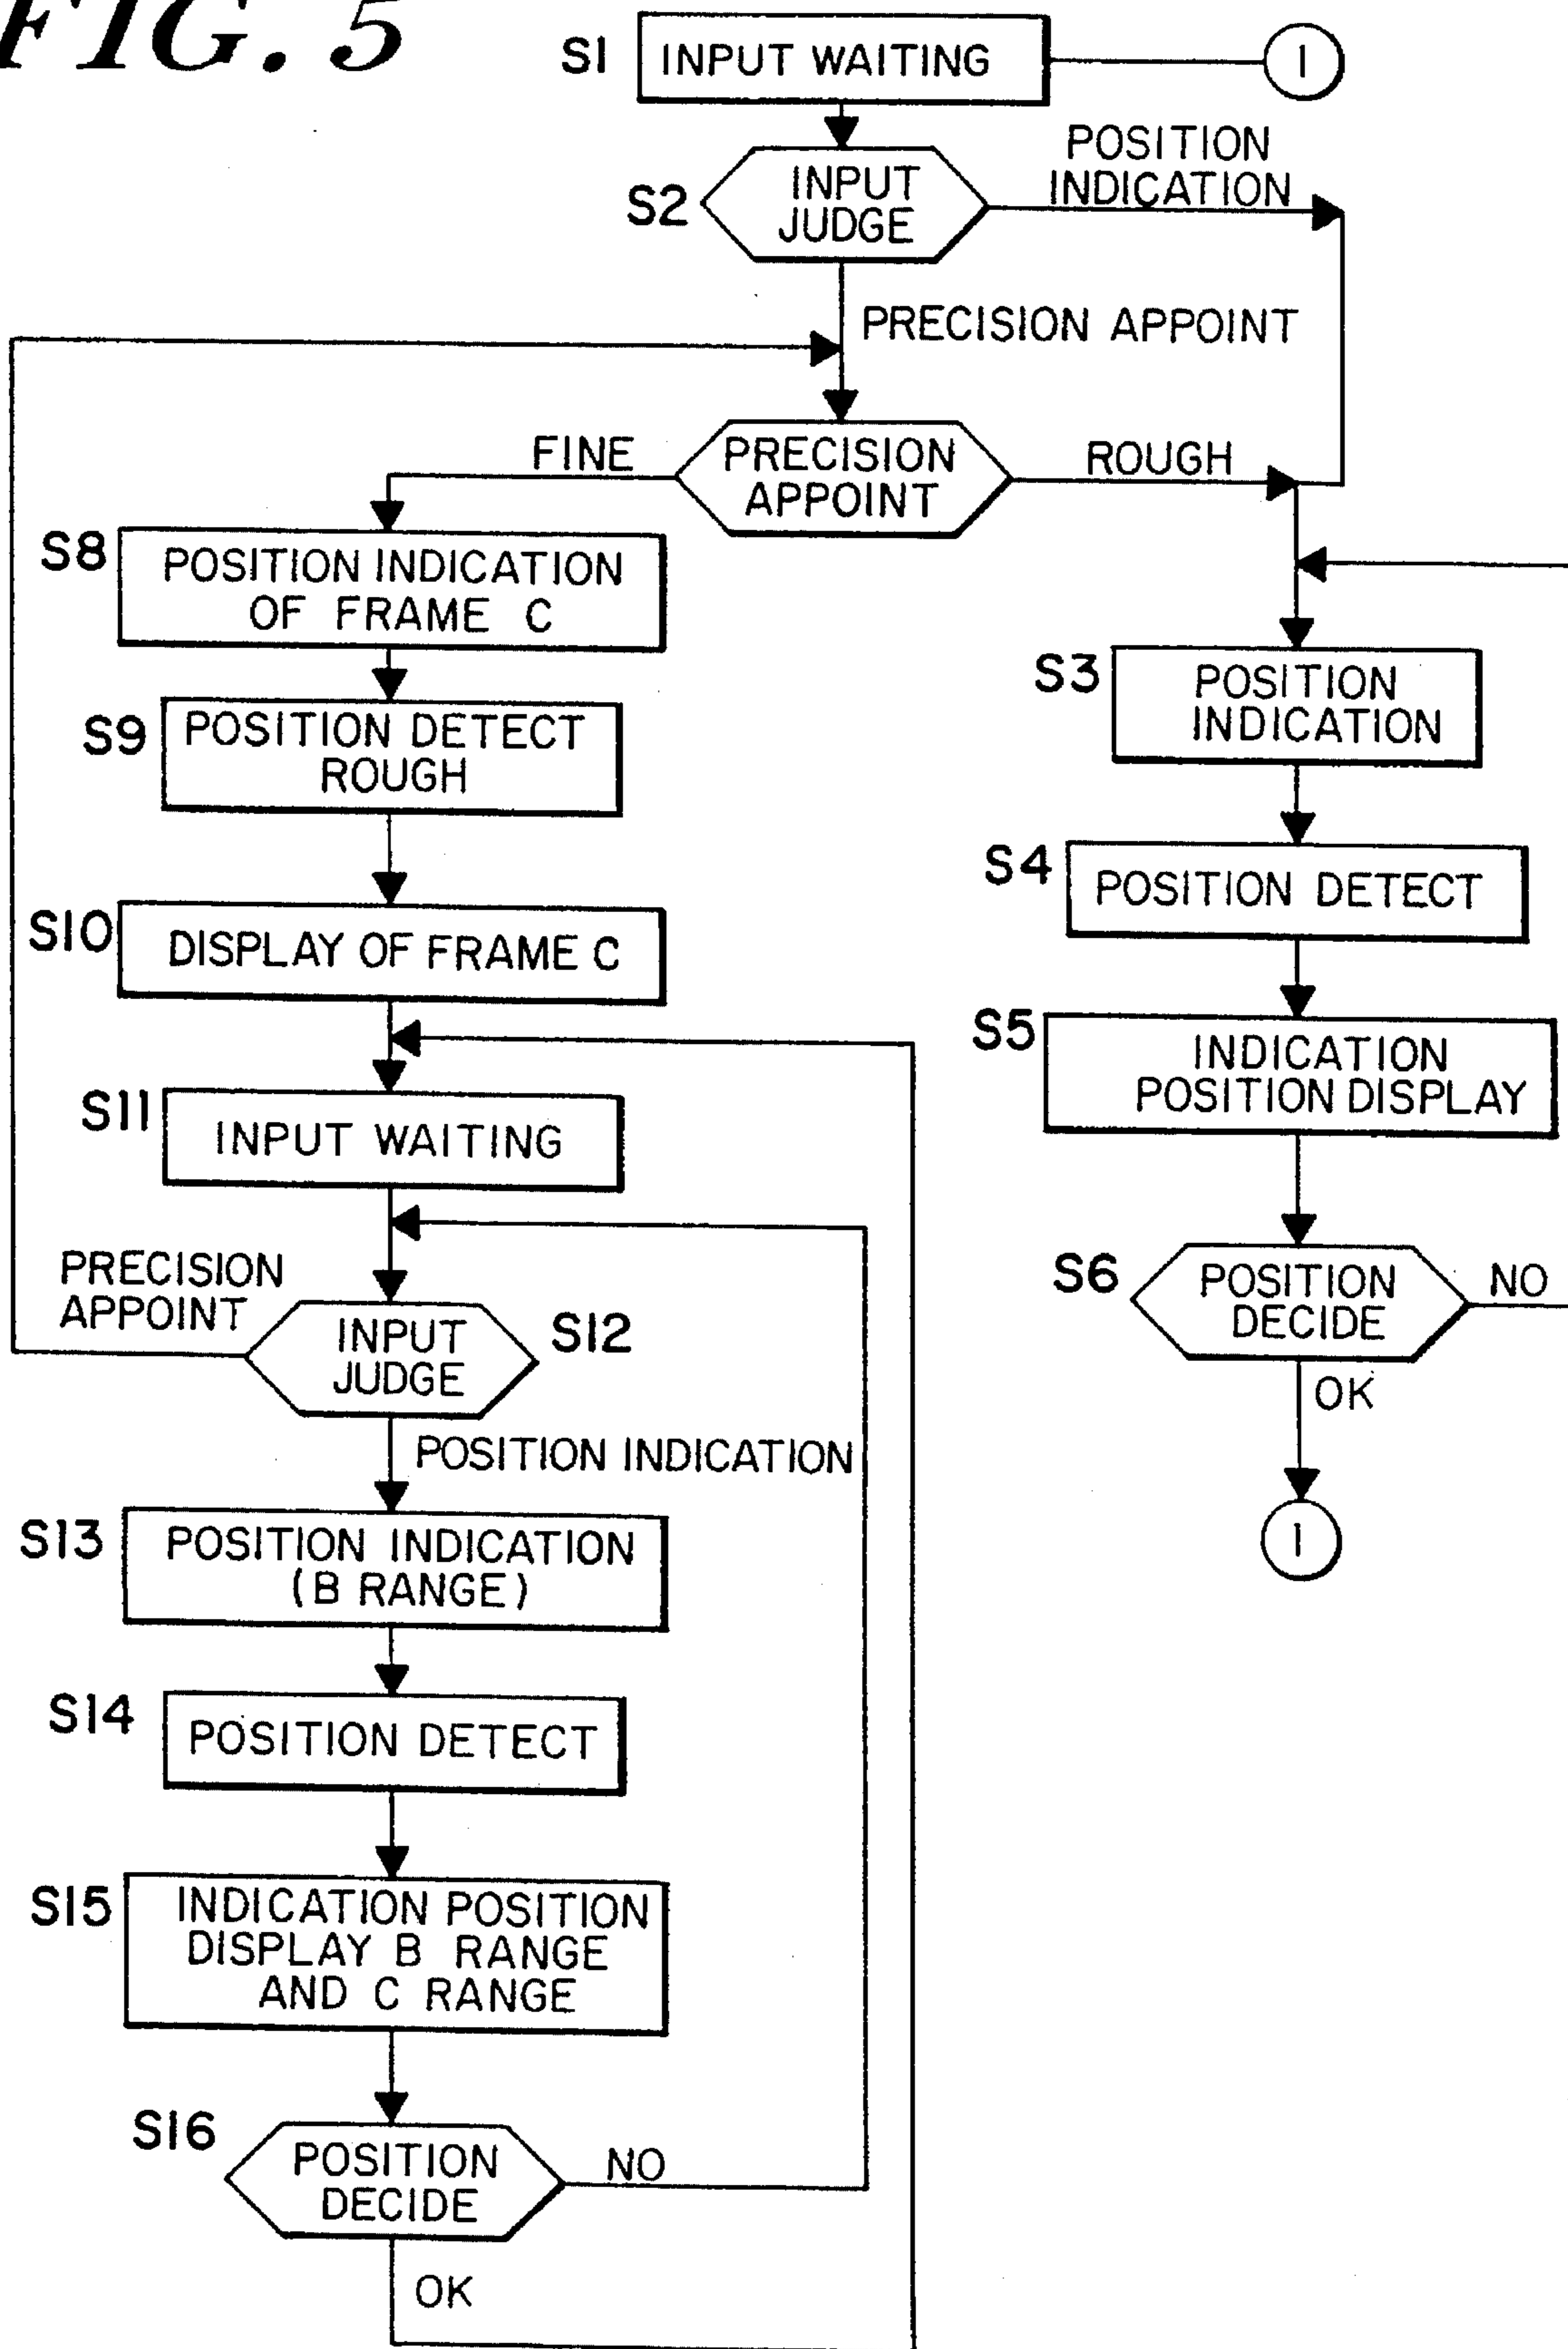 FIG. 5
S1
INPUT WAITING
1
S2
INPUT
JUDGE
POSITION
INDICATION
PRECISION APPOINT
FINE
PRECISION
APPOINT
ROUGH
S8
POSITION INDICATION
OF FRAME C
S9
POSITION DETECT
ROUGH
S10
DISPLAY OF FRAME C
S11
INPUT WAITING
PRECISION
APPOINT
INPUT
JUDGE
S12
POSITION INDICATION
S13
POSITION INDICATION
(B RANGE)
S14
POSITION DETECT
S15
INDICATION POSITION
DISPLAY B RANGE
AND C RANGE
S16
POSITION
DECIDE
NO
OK
S3
POSITION
INDICATION
S4
POSITION DETECT
S5
INDICATION
POSITION DISPLAY
S6
POSITION
DECIDE
NO
OK
1